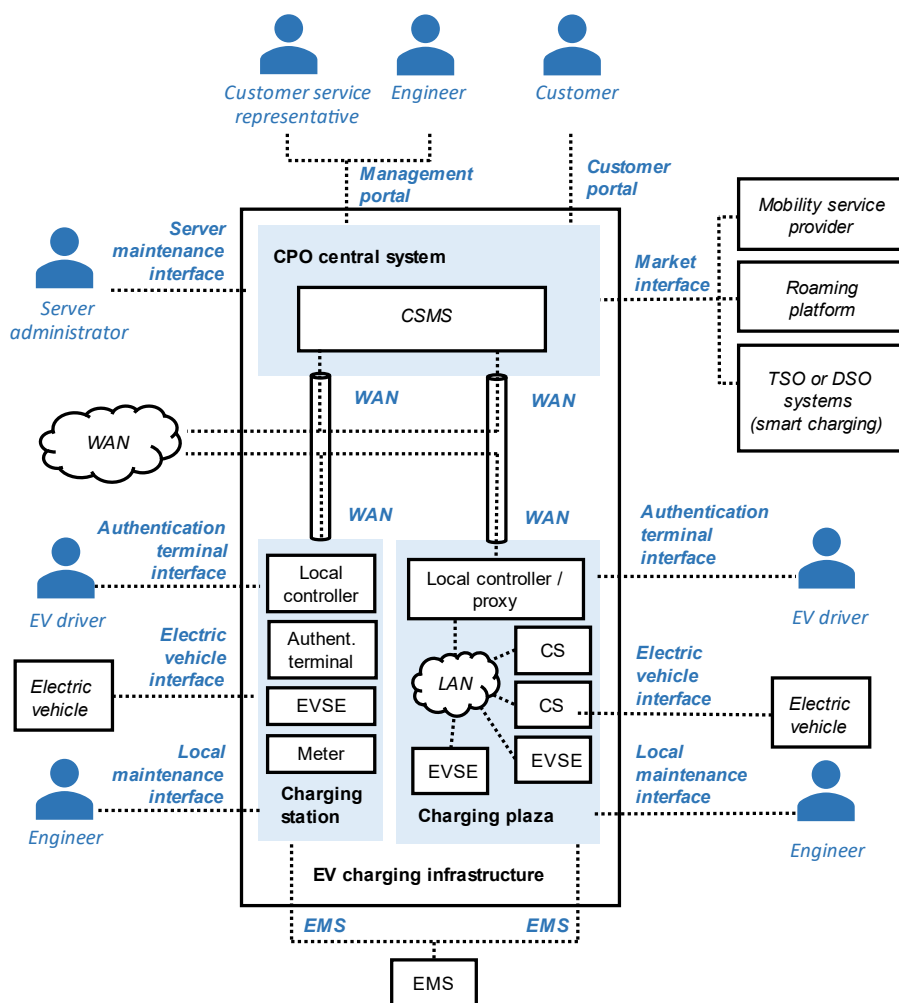 Customer service
representative
Engineer
Customer
Management
portal
Customer
portal
Server
maintenance
interface
Server
administrator
CPO central system
CSMS
Market
interface
Mobility service
provider
Roaming
platform
TSO or DSO
systems
(smart charging)
WAN
WAN
WAN
WAN
WAN
Authentication
terminal
interface
EV driver
Local
controller
Local controller /
proxy
Authentication
terminal
interface
EV driver
Electric
vehicle
interface
Electric
vehicle
Authent.
terminal
EVSE
Meter
Charging
station
LAN
CS
CS
EVSE
EVSE
Charging plaza
Electric
vehicle
interface
Electric
vehicle
Local
maintenance
interface
Engineer
Local
maintenance
interface
Engineer
EV charging infrastructure
EMS
EMS
EMS